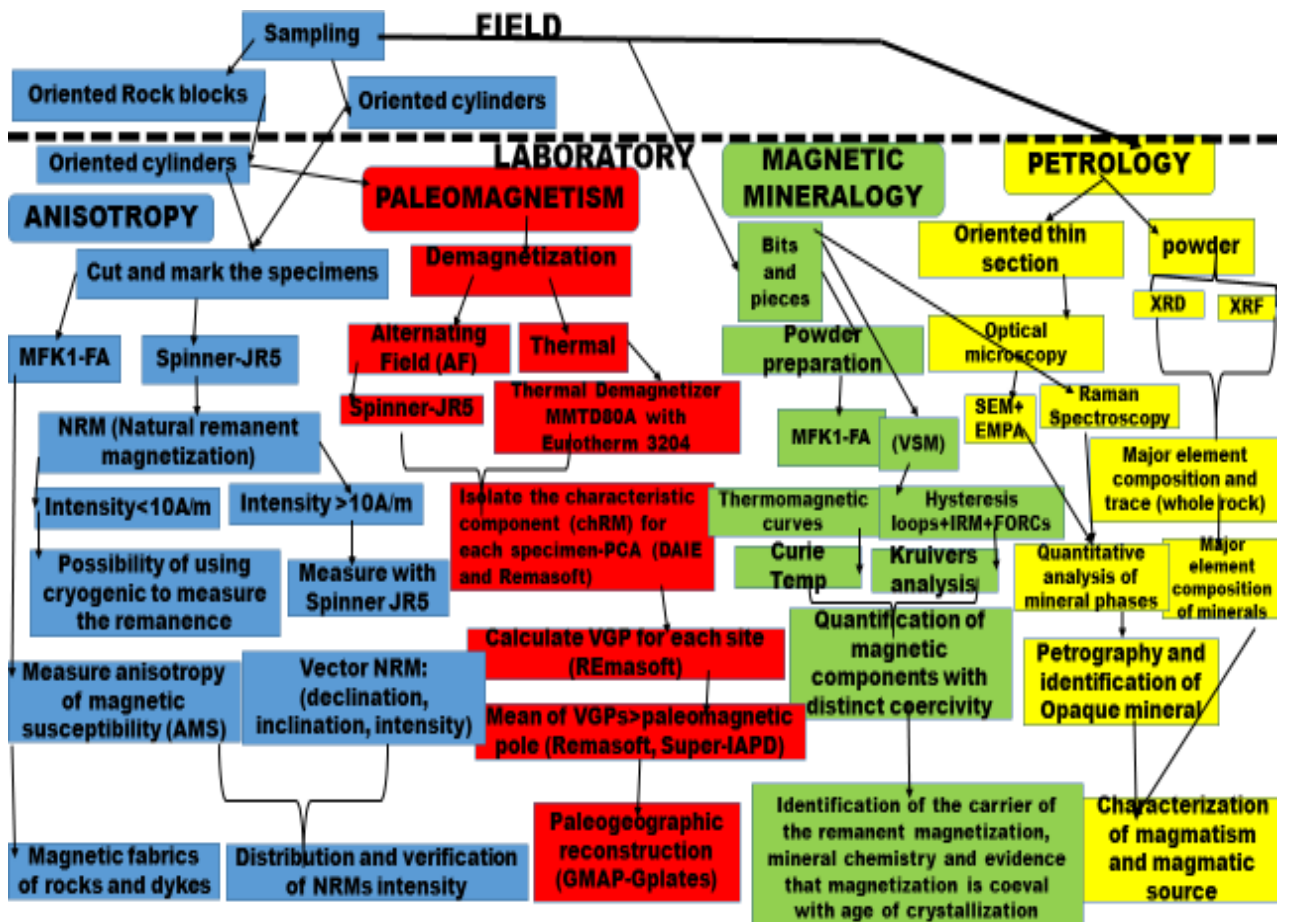 FIELD
Sampling
Oriented Rock blocks
Oriented cylinders
LABORATORY
Oriented cylinders
ANISOTROPY
Cut and mark the specimens
MFK1-FA
Spinner-JR5
NRM (Natural remanent
magnetization)
Intensity<10A/m
Intensity >10A/m
Possibility of using
cryogenic to measure
the remanence
Measure with
Spinner JR5
Measure anisotropy
of magnetic
susceptibility (AMS)
Vector NRM:
(declination,
inclination, intensity)
Magnetic fabrics
of rocks and dykes
Distribution and verification
of NRMs intensity
PALEOMAGNETISM
Demagnetization
Alternating
Field (AF)
Thermal
Spinner-JR5
Thermal Demagnetizer
MMTD80A with
Eurotherm 3204
Isolate the characteristic
component (chRM) for
each specimen-PCA (DAIE
and Remasoft)
Calculate VGP for each site
(REmasoft)
Mean of VGPs>paleomagnetic
pole (Remasoft, Super-IAPD)
Paleogeographic
reconstruction
(GMAP-Gplates)
MAGNETIC
MINERALOGY
Bits
and
pieces
Powder
preparation
MFK1-FA
(VSM)
Thermomagnetic
curves
Hysteresis
loops+IRM+FORCs
Curie
Temp
Kruivers
analysis
Quantification of
magnetic
components with
distinct coercivity
Identification of the carrier of
the remanent magnetization,
mineral chemistry and evidence
that magnetization is coeval
with age of crystallization
PETROLOGY
Oriented thin
section
powder
XRD
XRF
Optical
microscopy
SEM+
EMPA
Raman
Spectroscopy
Major element
composition and
trace (whole rock)
Quantitative
analysis of
mineral phases
Major
element
composition
of minerals
Petrography and
identification of
Opaque mineral
Characterization
of magmatism
and magmatic
source